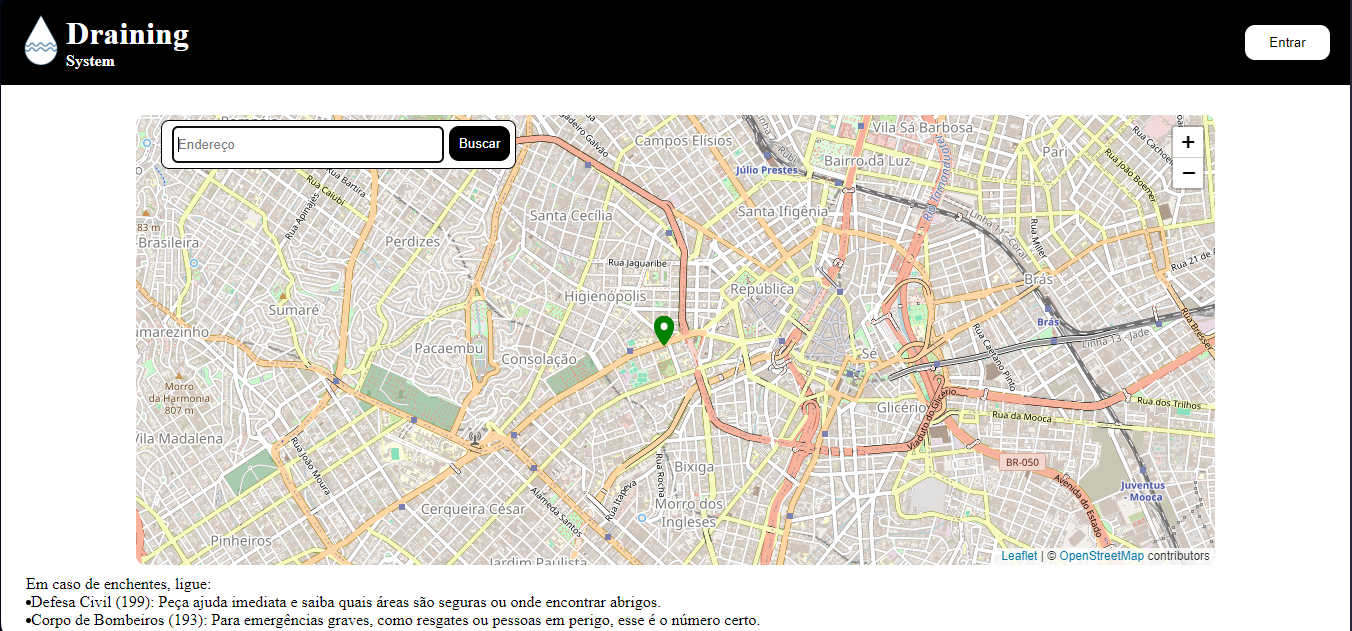 Draining
System
Entrar
Endereço
Buscar
+
−
Campos Elisios
Vila Sá Barbosa
Pari
Bairro da Luz
Júlio Prestes
Rua João Boemer
Rua Bartira
Rua Caiubi
Rua Apinajés
Santa Cecília
Santa Ifigênia
Rio Tamanduateí
83 m
-Brasileira
Perdizes
Rua Jaguaribe
Linha 11 - Coral
Rua Miller
Rua 21 de A
Higienópolis
República
Brás
Sumaré
Brás
Rua Bresser
umarezinho
Pacaembu
Consolação
Sé
Linha 13 - Jade
Rua Caetano Pinto
Morro
da Harmonia
807 m
Glicério
Viaduto do Glicério
Rua da Mooca
Rua dos Trilhos
Vila Madalena
Rua João Moura
Bixiga
Rua Rocha
BR-050
Avenida do Estado
Juventus
- Mooca
Alameda Santos
Rua Itapeva
Cerqueira César
Morro dos
Ingleses
Pinheiros
Jardim Paulista
Leaflet | © OpenStreetMap contributors
Em caso de enchentes, ligue:
•Defesa Civil (199): Peça ajuda imediata e saiba quais áreas são seguras ou onde encontrar abrigos.
•Corpo de Bombeiros (193): Para emergências graves, como resgates ou pessoas em perigo, esse é o número certo.